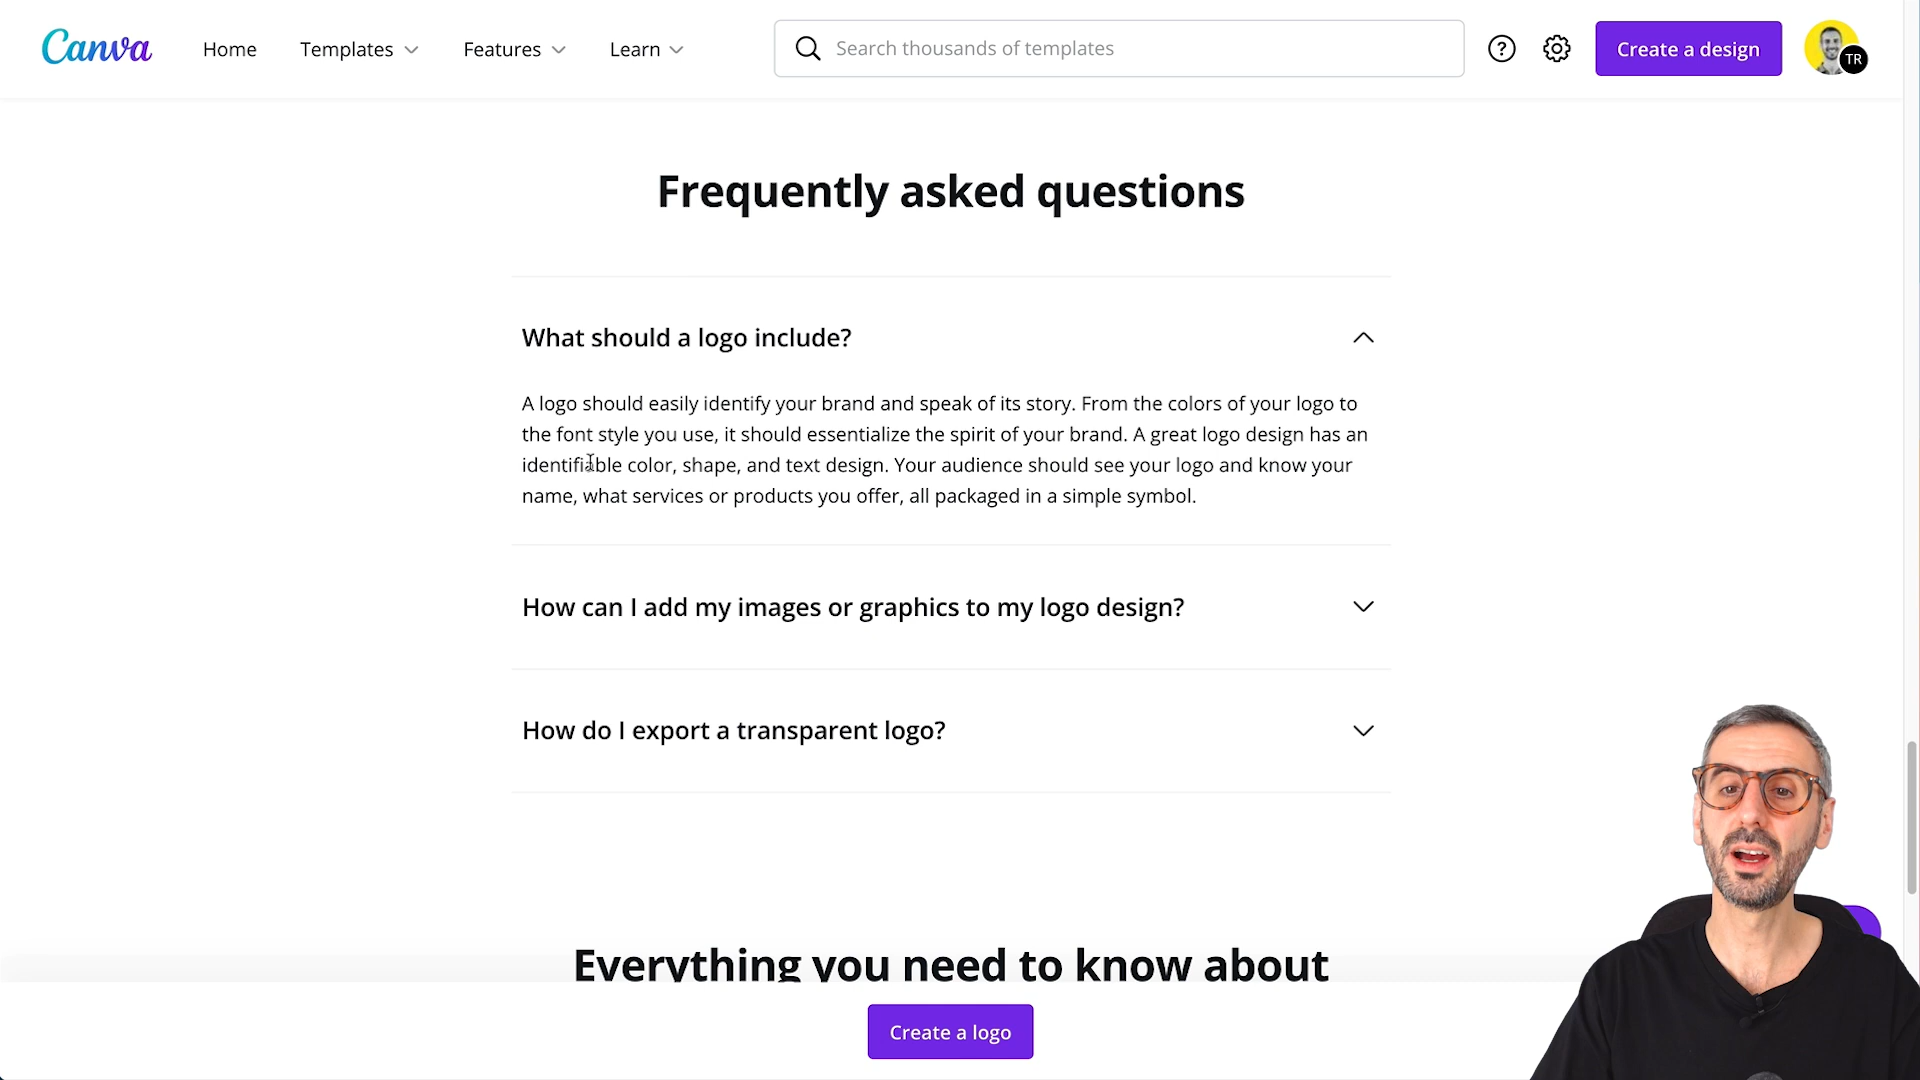 Canva Home Templates Features Learn Search thousands of templates Create a design TR
Frequently asked questions
What should a logo include?
A logo should easily identify your brand and speak of its story. From the colors of your logo to
the font style you use, it should essentialize the spirit of your brand. A great logo design has an
identifiable color, shape, and text design. Your audience should see your logo and know your
name, what services or products you offer, all packaged in a simple symbol.
How can I add my images or graphics to my logo design?
How do I export a transparent logo?
Everything you need to know about
Create a logo